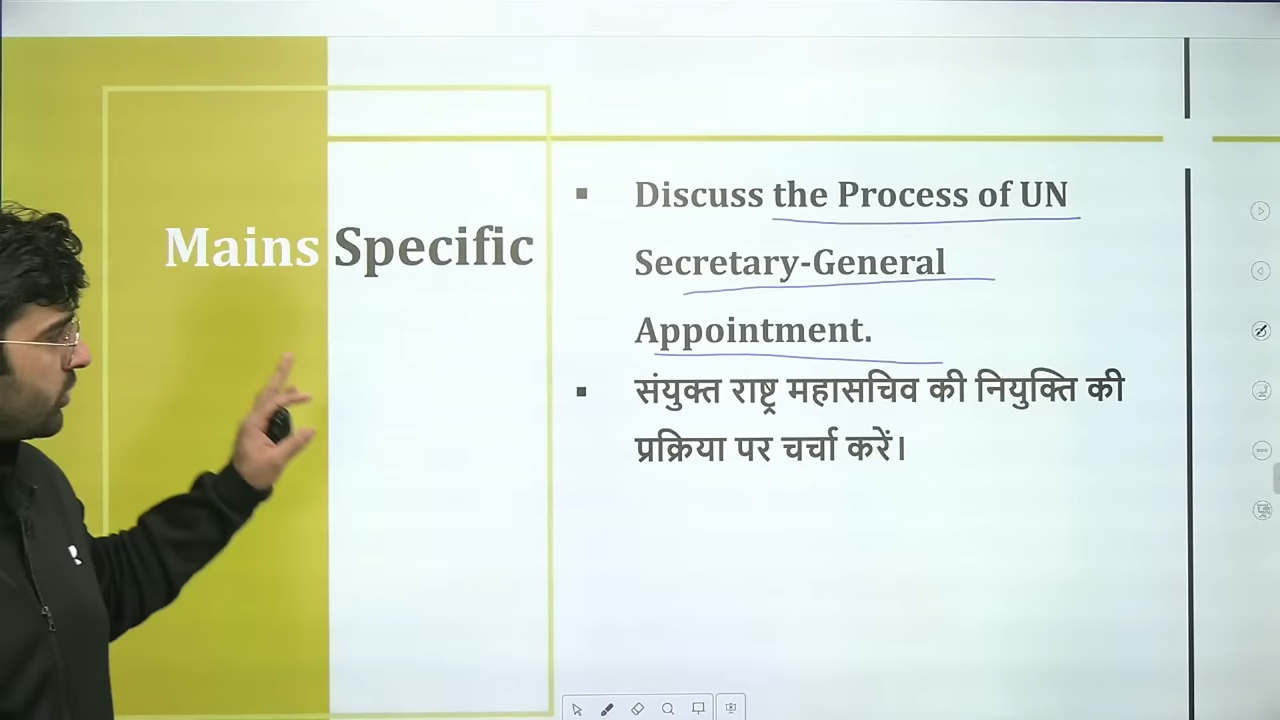 Mains Specific
▪ Discuss the Process of UN
Secretary-General
Appointment.
▪ संयुक्त राष्ट्र महासचिव की नियुक्ति की
प्रक्रिया पर चर्चा करें।